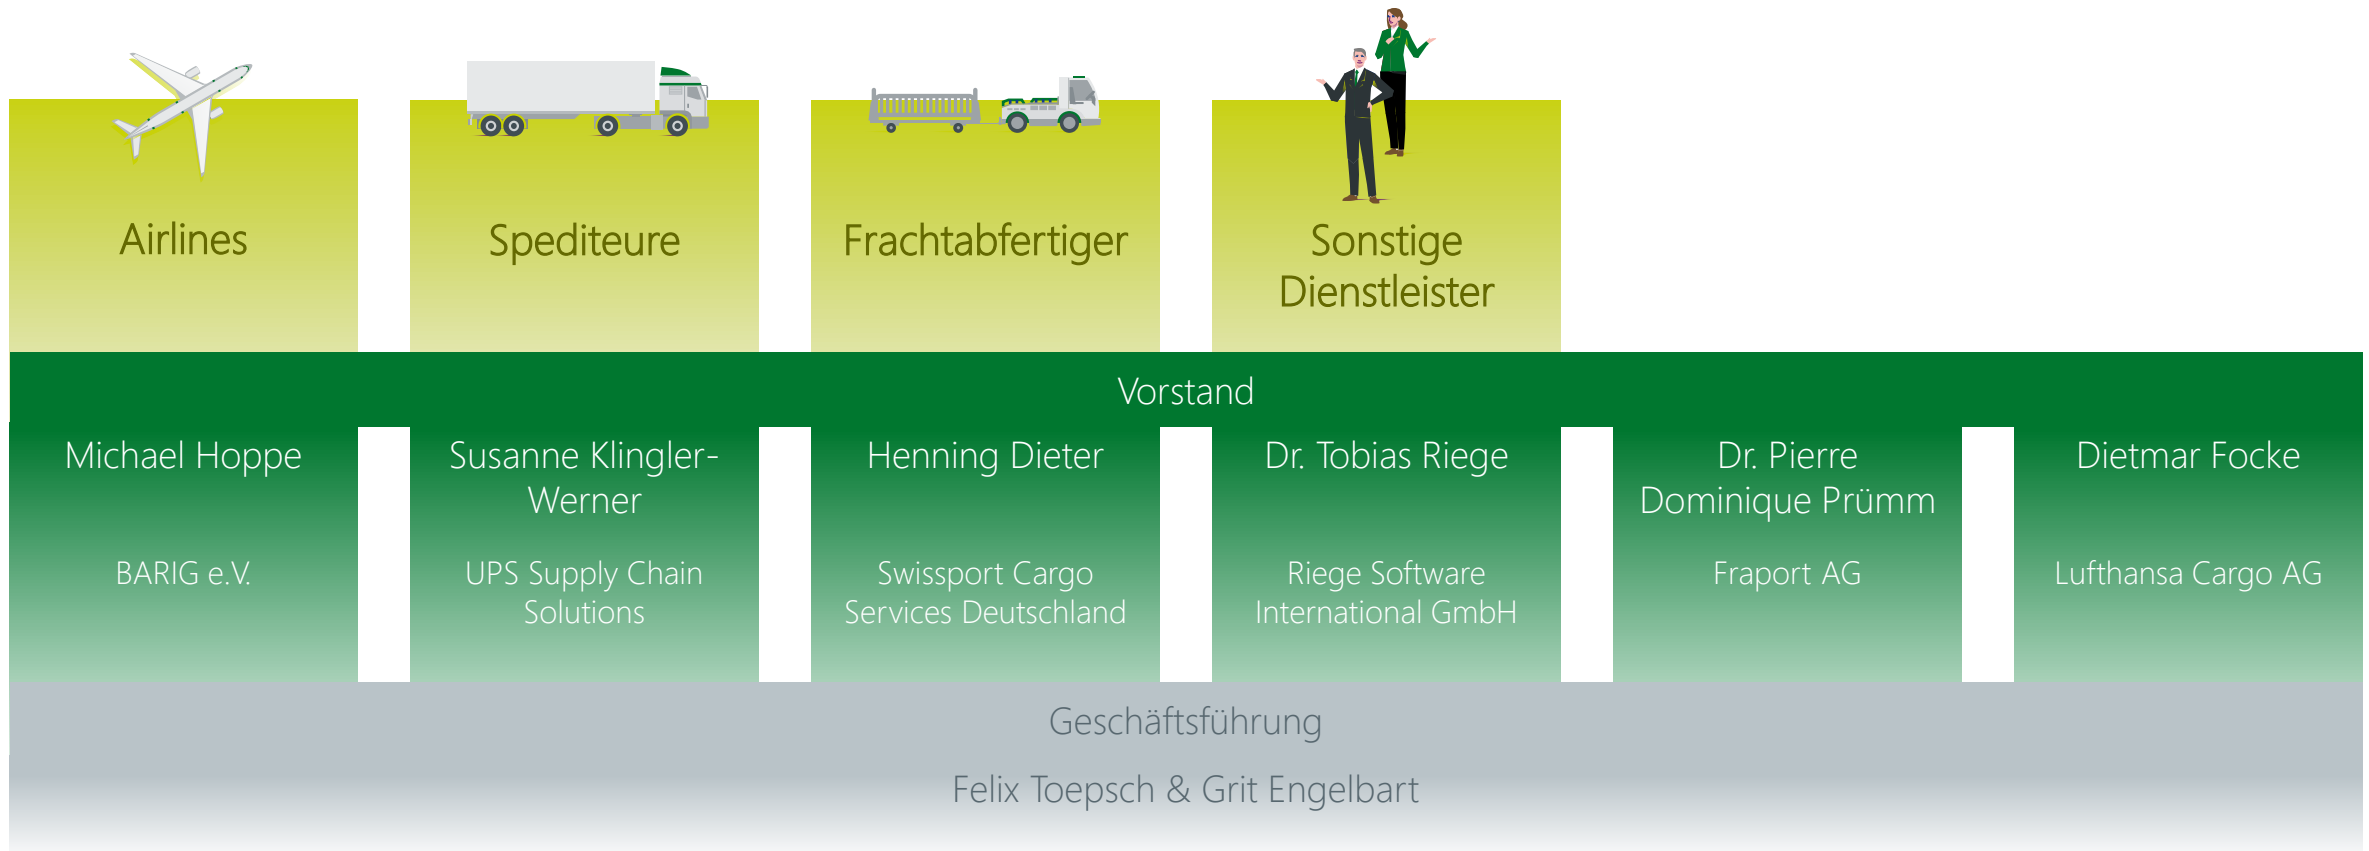 Airlines
Spediteure
Frachtabfertiger
Sonstige
Dienstleister
Vorstand
Michael Hoppe
BARIG e.V.
Susanne Klingler-
Werner
UPS Supply Chain
Solutions
Henning Dieter
Swissport Cargo
Services Deutschland
Dr. Tobias Riege
Riege Software
International GmbH
Dr. Pierre
Dominique Prümm
Fraport AG
Dietmar Focke
Lufthansa Cargo AG
Geschäftsführung
Felix Toepsch & Grit Engelbart